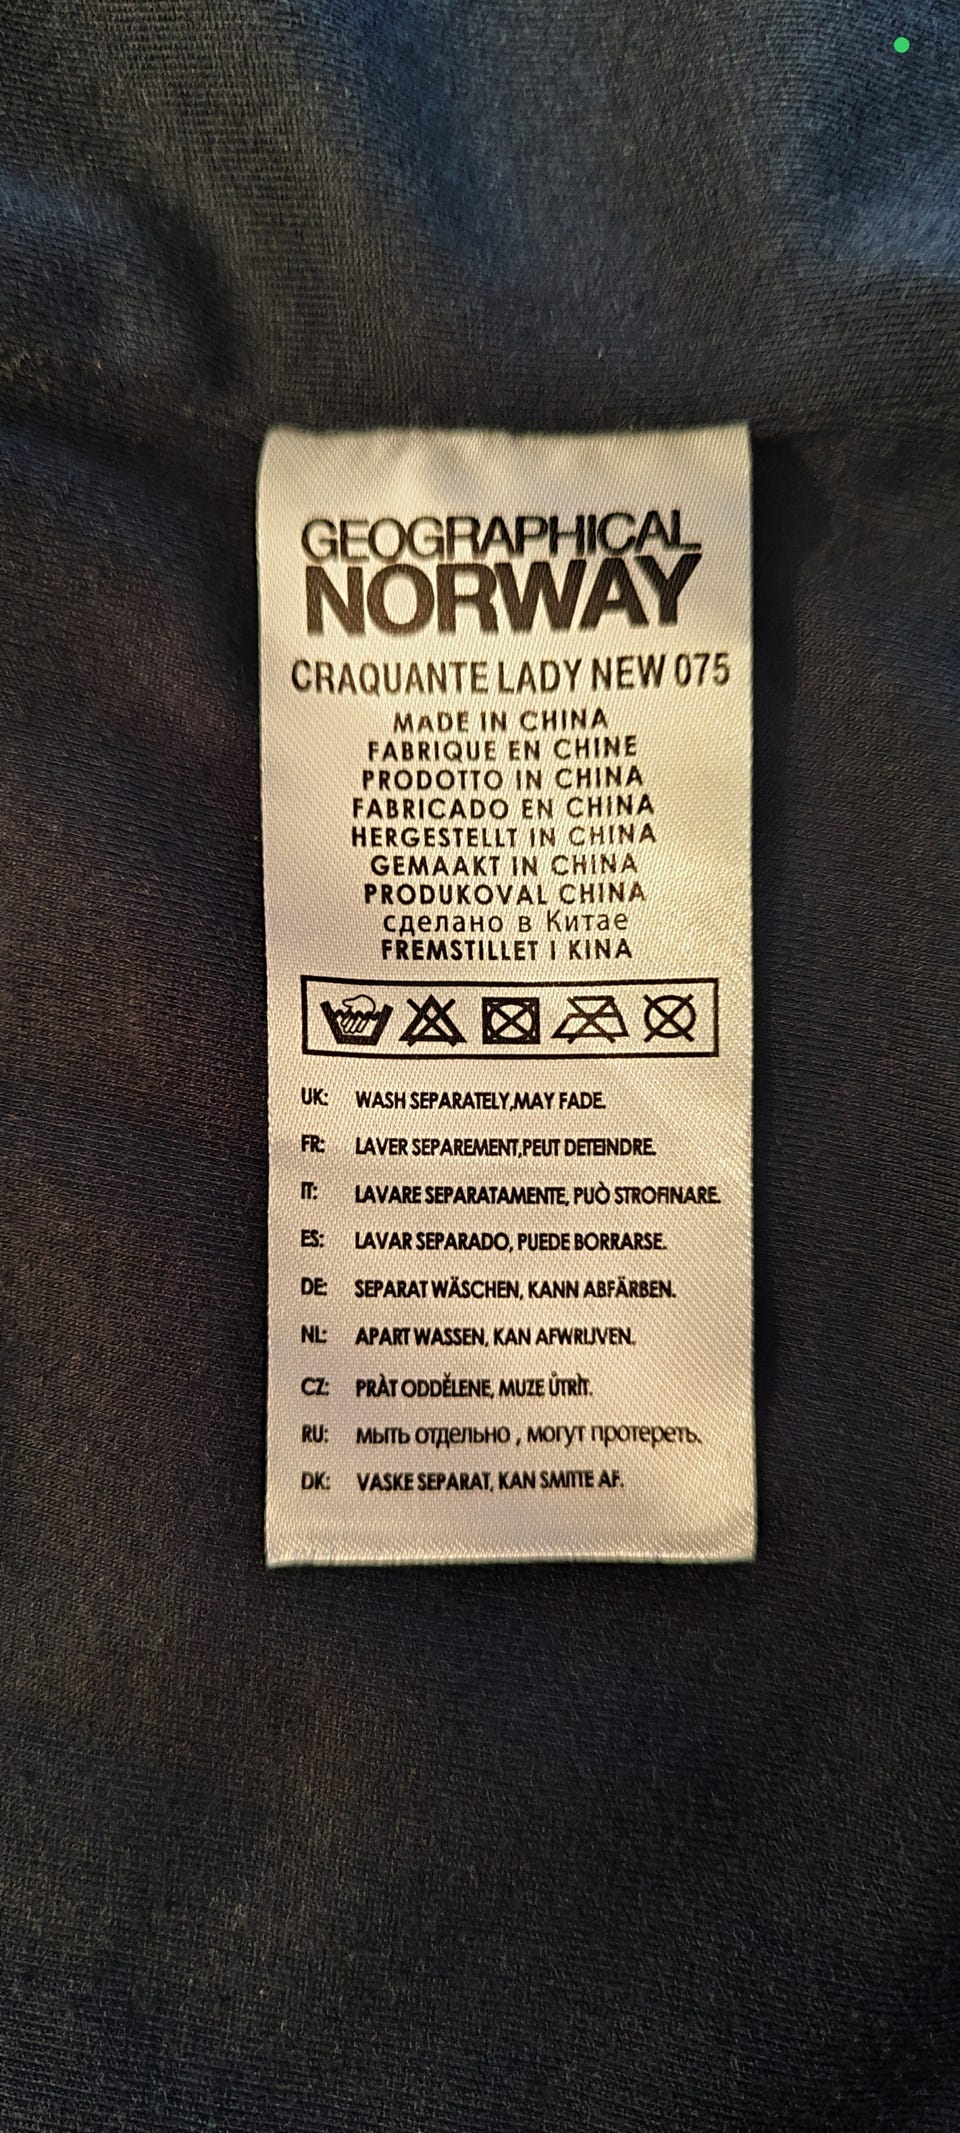 GEOGRAPHICAL
NORWAY
CRAQUANTE LADY NEW 075
MADE IN CHINA
FABRIQUE EN CHINE
PRODOTTO IN CHINA
FABRICADO EN CHINA
HERGESTELLT IN CHINA
GEMAAKT IN CHINA
PRODUKOVAL CHINA
сделано в Китае
FREMSTILLET I KINA
UK: WASH SEPARATELY,MAY FADE.
FR: LAVER SEPAREMENT,PEUT DETEINDRE.
IT: LAVARE SEPARATAMENTE, PUÒ STROFINARE.
ES: LAVAR SEPARADO, PUEDE BORRARSE.
DE: SEPARAT WÄSCHEN, KANN ABFÄRBEN.
NL: APART WASSEN, KAN AFWRIJVEN.
CZ: PRÀT ODDĚLENE, MUZE ŮTRÌT.
RU: мыть отдельно , могут протереть.
DK: VASKE SEPARAT, KAN SMITTE AF.